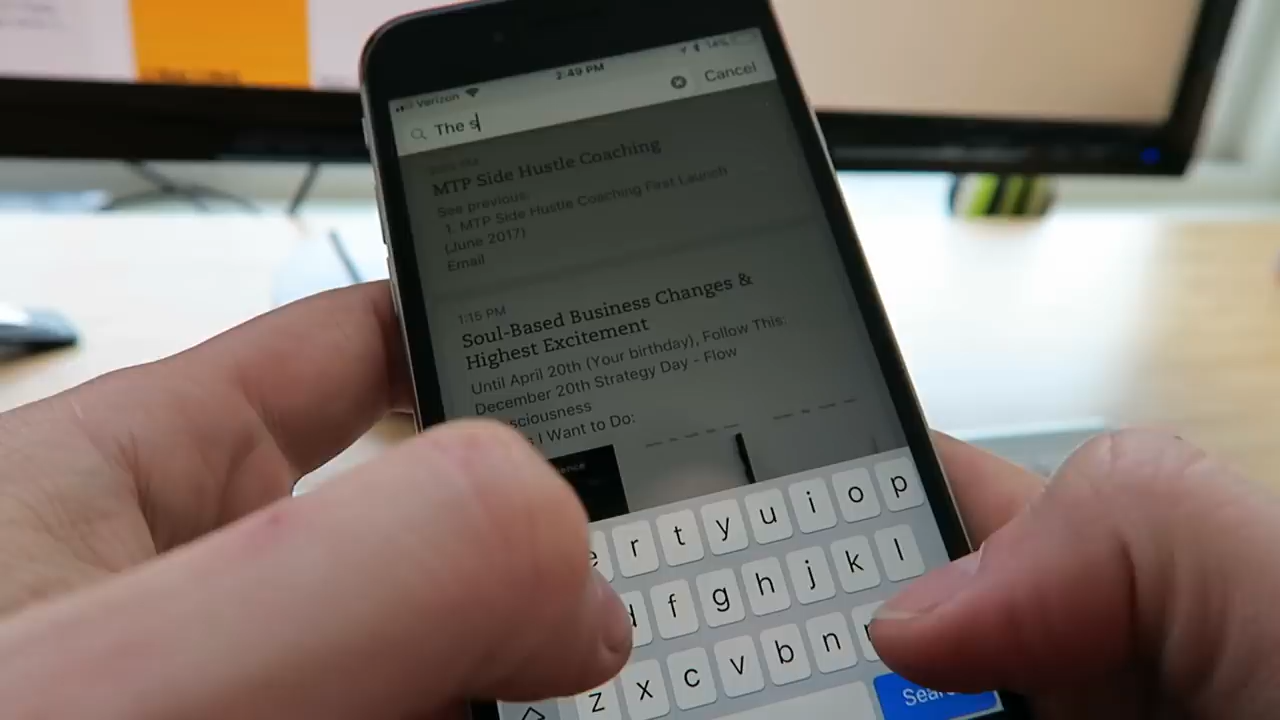 Verizon 2:49 PM 14%
The s Cancel
MTP Side Hustle Coaching
See previous:
1. MTP Side Hustle Coaching First Launch
(June 2017)
Email
1:15 PM
Soul-Based Business Changes &
Highest Excitement
Until April 20th (Your birthday), Follow This:
December 20th Strategy Day - Flow
sciousness
I Want to Do:
e r t y u i o p
d f g h j k l
z x c v b n
Sear